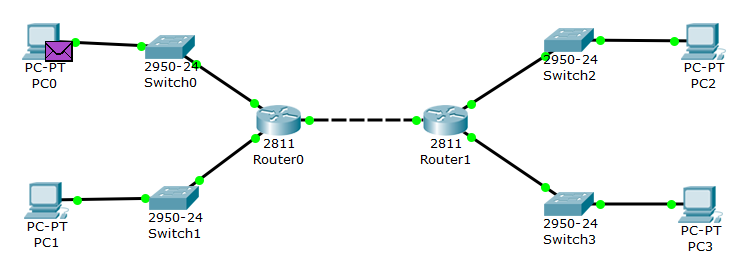 PC-PT
PC0
2950-24
Switch0
2950-24
Switch2
PC-PT
PC2
2811
Router0
2811
Router1
PC-PT
PC1
2950-24
Switch1
2950-24
Switch3
PC-PT
PC3